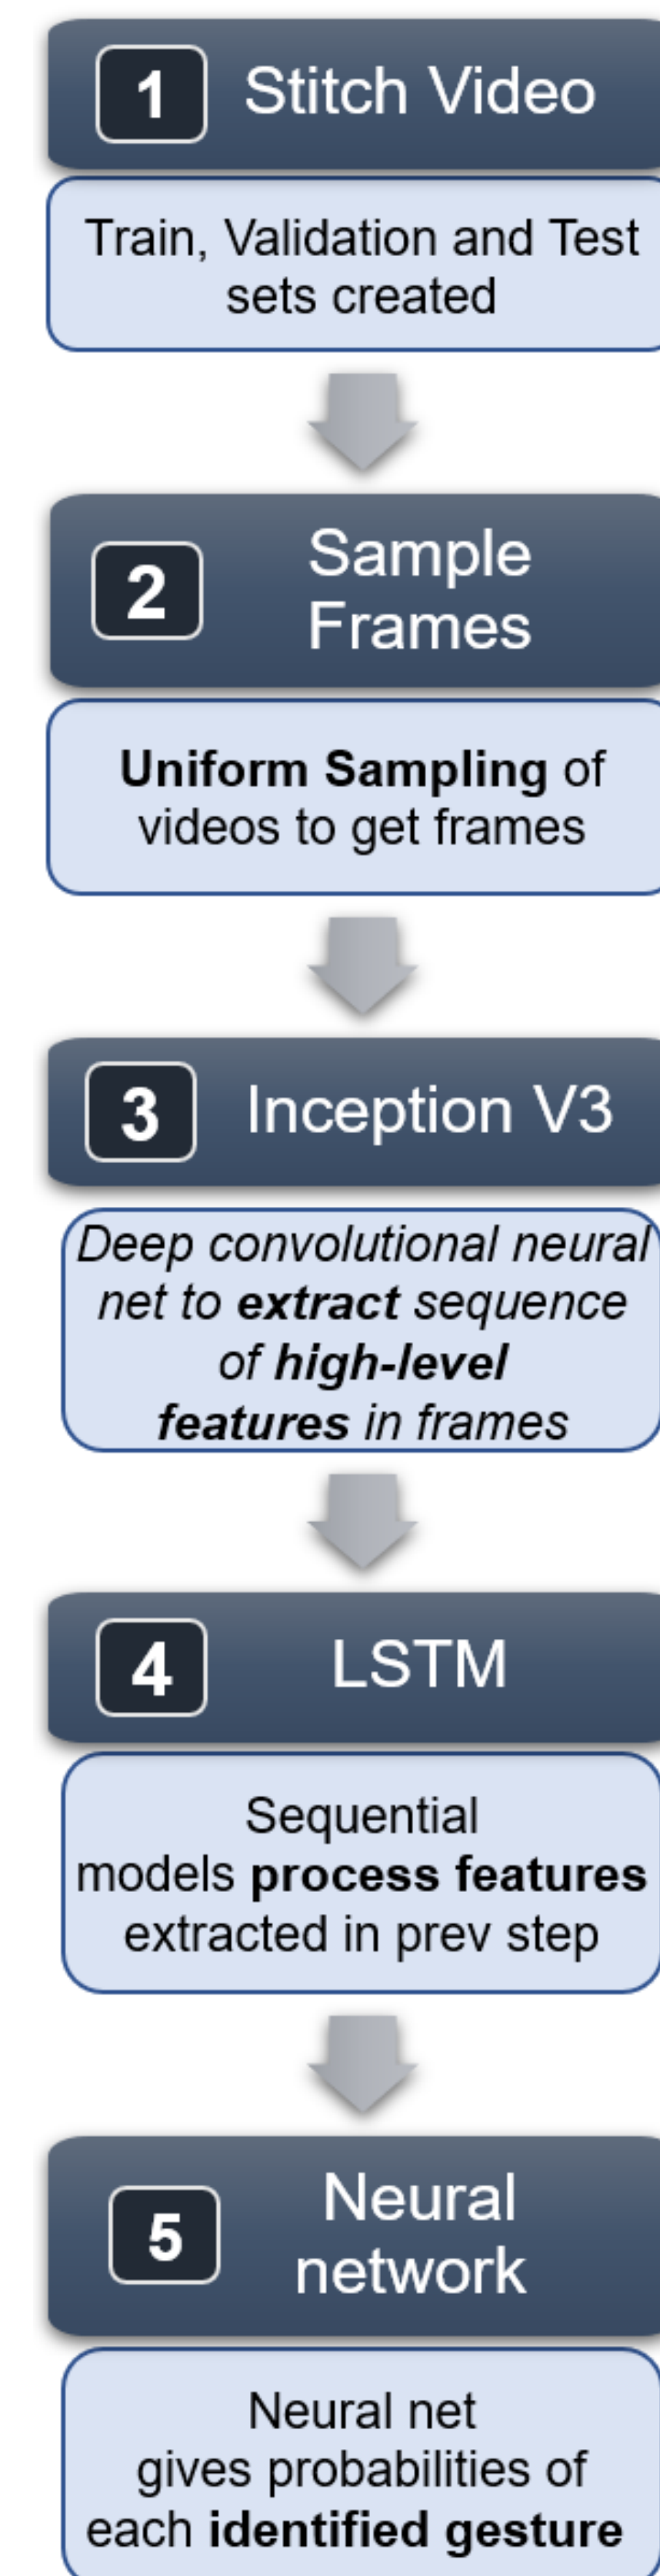 1 Stitch Video
Train, Validation and Test
sets created
2 Sample
Frames
Uniform Sampling of
videos to get frames
3 Inception V3
Deep convolutional neural
net to extract sequence
of high-level
features in frames
4 LSTM
Sequential
models process features
extracted in prev step
5 Neural
network
Neural net
gives probabilities of
each identified gesture